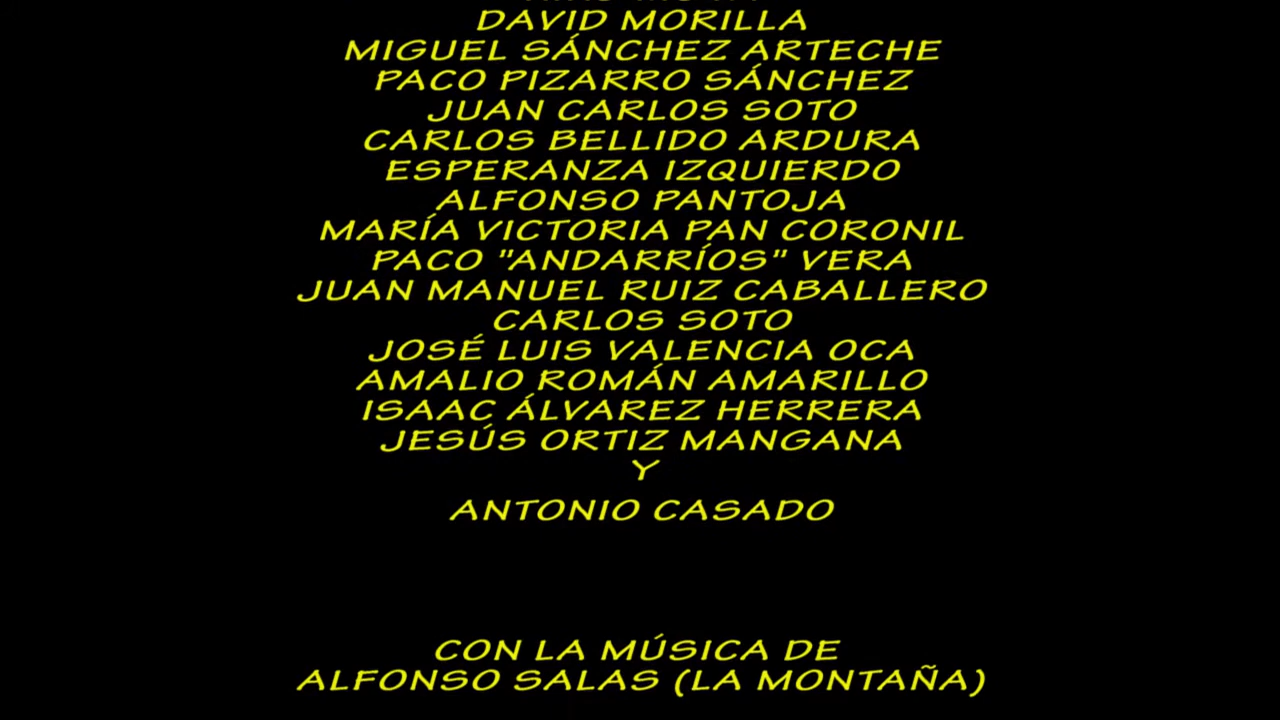 DAVID MORILLA
MIGUEL SÁNCHEZ ARTECHE
PACO PIZARRO SÁNCHEZ
JUAN CARLOS SOTO
CARLOS BELLIDO ARDURA
ESPERANZA IZQUIERDO
ALFONSO PANTOJA
MARÍA VICTORIA PAN CORONIL
PACO "ANDARRÍOS" VERA
JUAN MANUEL RUIZ CABALLERO
CARLOS SOTO
JOSÉ LUIS VALENCIA OCA
AMALIO ROMÁN AMARILLO
ISAAC ÁLVAREZ HERRERA
JESÚS ORTIZ MANGANA
Y
ANTONIO CASADO
CON LA MÚSICA DE
ALFONSO SALAS (LA MONTAÑA)